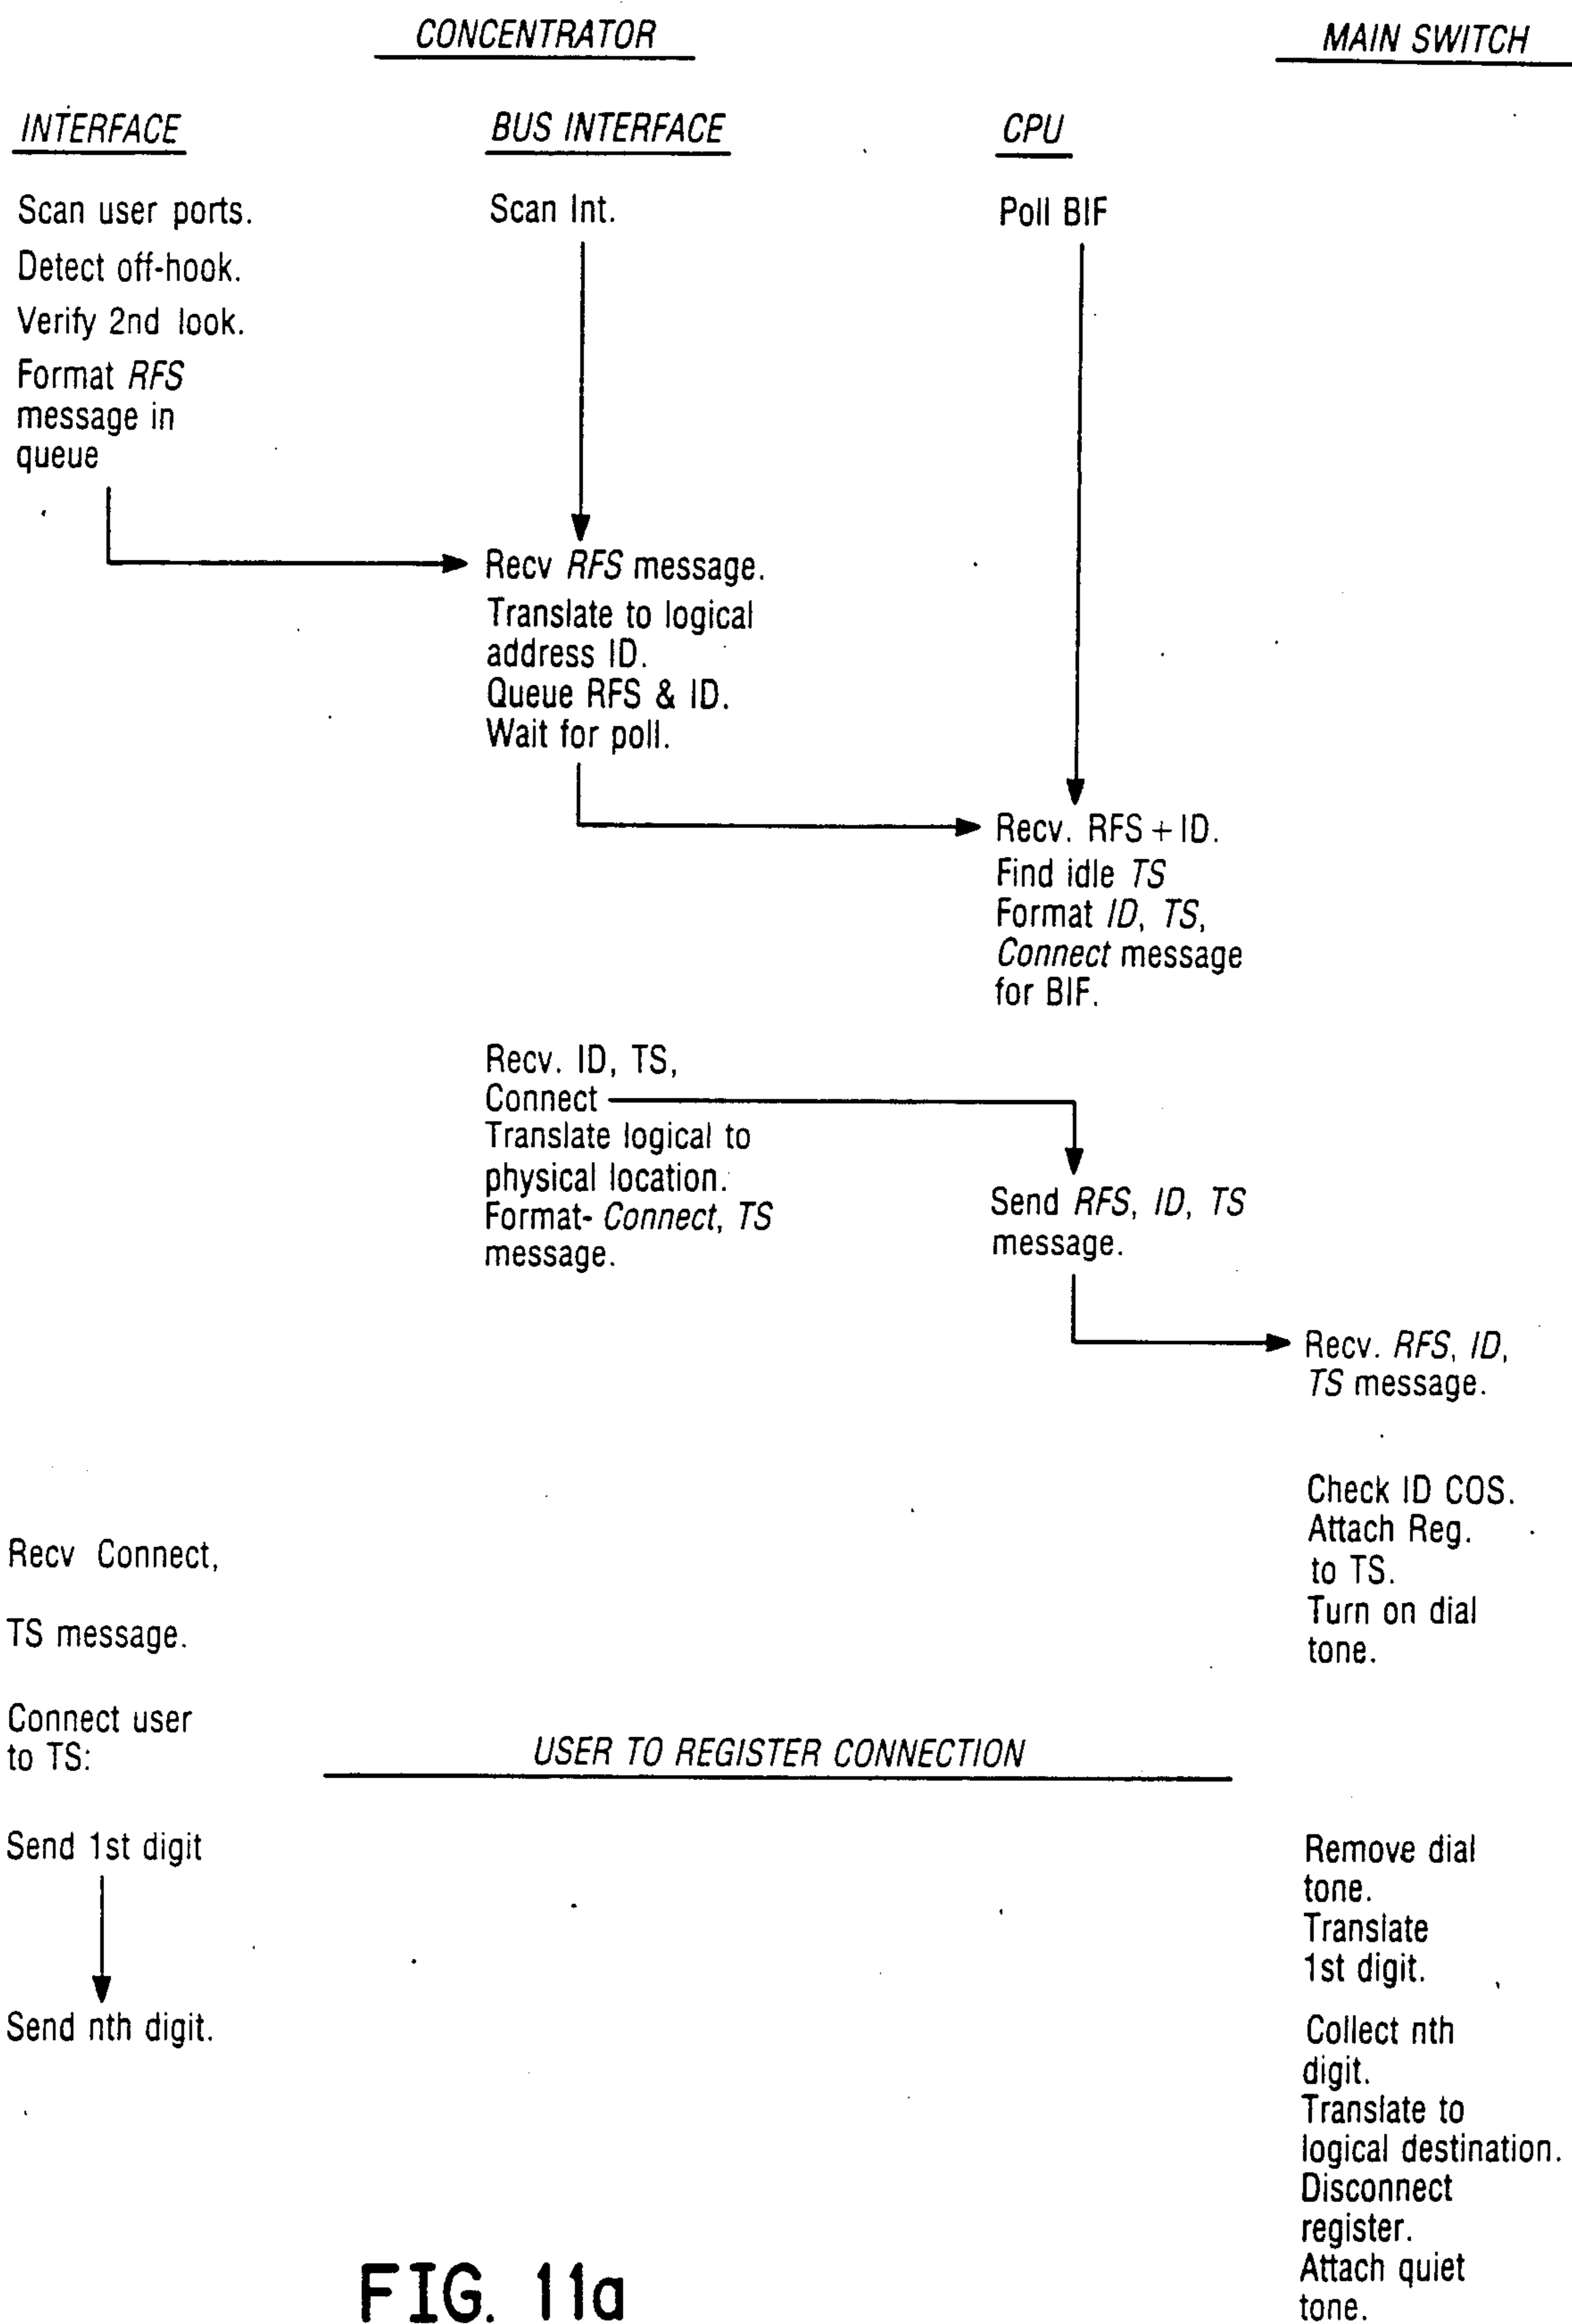 CONCENTRATOR
MAIN SWITCH
INTERFACE
BUS INTERFACE
CPU
Scan user ports.
Scan Int.
Poll BIF
Detect off-hook.
Verify 2nd look.
Format RFS
message in
queue
Recv RFS message.
Translate to logical
address ID.
Queue RFS & ID.
Wait for poll.
Recv. RFS + ID.
Find idle TS
Format ID, TS,
Connect message
for BIF.
Recv. ID, TS,
Connect
Translate logical to
physical location.
Format- Connect, TS
message.
Send RFS, ID, TS
message.
Recv. RFS, ID,
TS message.
Check ID COS.
Attach Reg.
to TS.
Turn on dial
tone.
Recv Connect,
TS message.
Connect user
to TS:
USER TO REGISTER CONNECTION
Send 1st digit
Send nth digit.
Remove dial
tone.
Translate
1st digit.
Collect nth
digit.
Translate to
logical destination.
Disconnect
register.
Attach quiet
tone.
FIG. 11a